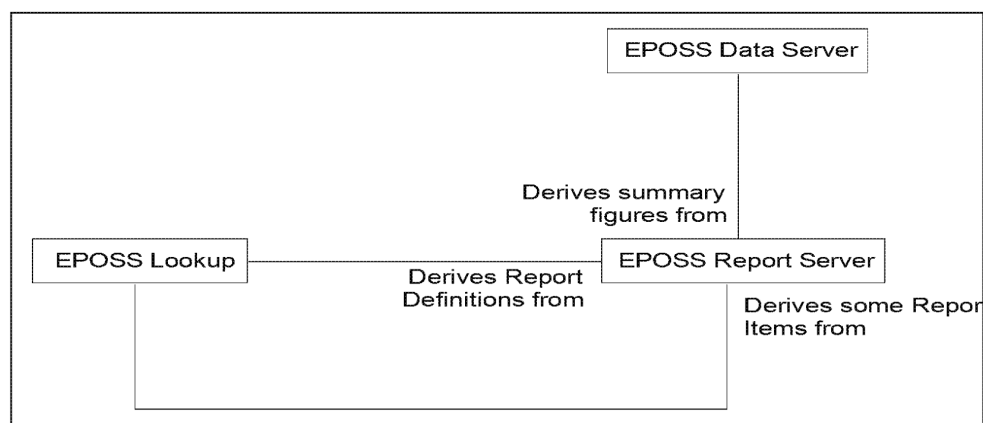 EPOSS Data Server
Derives summary
figures from
EPOSS Lookup
EPOSS Report Server
Derives Report
Definitions from
Derives some Repor
Items from